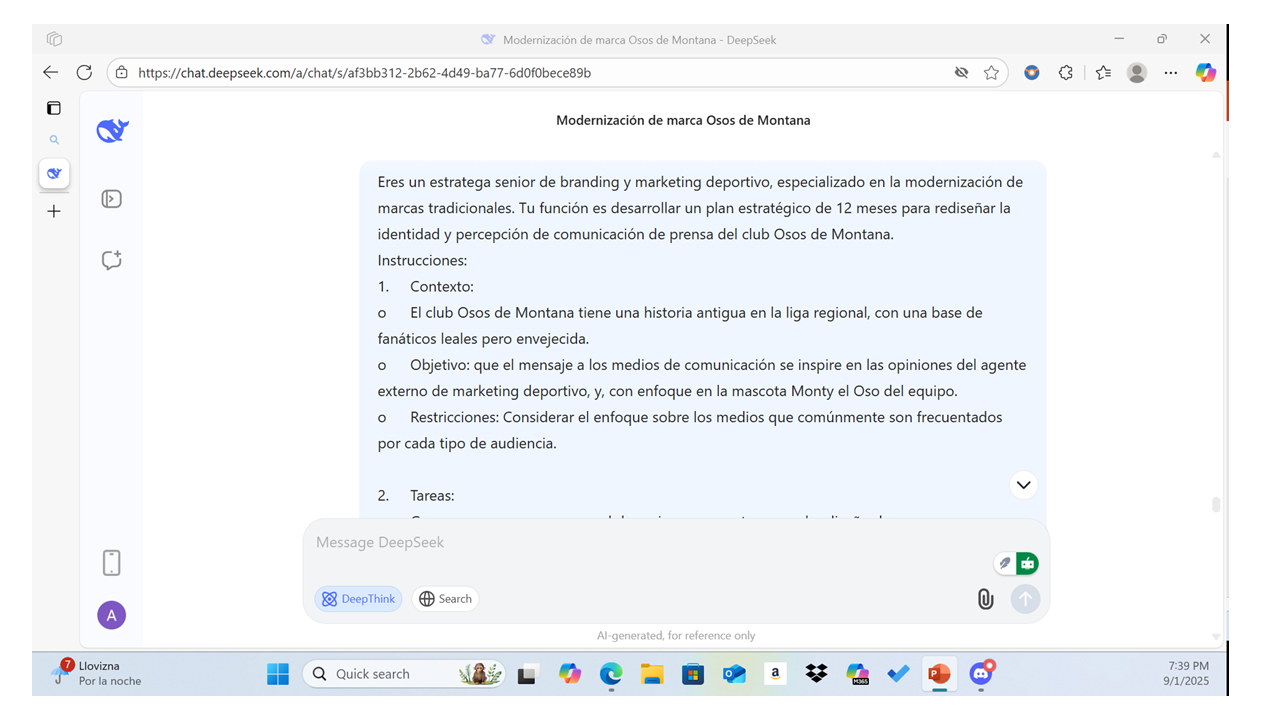 Modernización de marca Osos de Montana - DeepSeek
https://chat.deepseek.com/a/chat/s/af3bb312-2b62-4d49-ba77-6d0f0bece89b
Modernización de marca Osos de Montana
Eres un estratega senior de branding y marketing deportivo, especializado en la modernización de
marcas tradicionales. Tu función es desarrollar un plan estratégico de 12 meses para rediseñar la
identidad y percepción de comunicación de prensa del club Osos de Montana.
Instrucciones:
1. Contexto:
o El club Osos de Montana tiene una historia antigua en la liga regional, con una base de
fanáticos leales pero envejecida.
o Objetivo: que el mensaje a los medios de comunicación se inspire en las opiniones del agente
externo de marketing deportivo, y, con enfoque en la mascota Monty el Oso del equipo.
o Restricciones: Considerar el enfoque sobre los medios que comúnmente son frecuentados
por cada tipo de audiencia.
2. Tareas:
Message DeepSeek
DeepThink
Search
A
AI-generated, for reference only
7
Llovizna
Por la noche
Quick search
a
M365
7:39 PM
9/1/2025